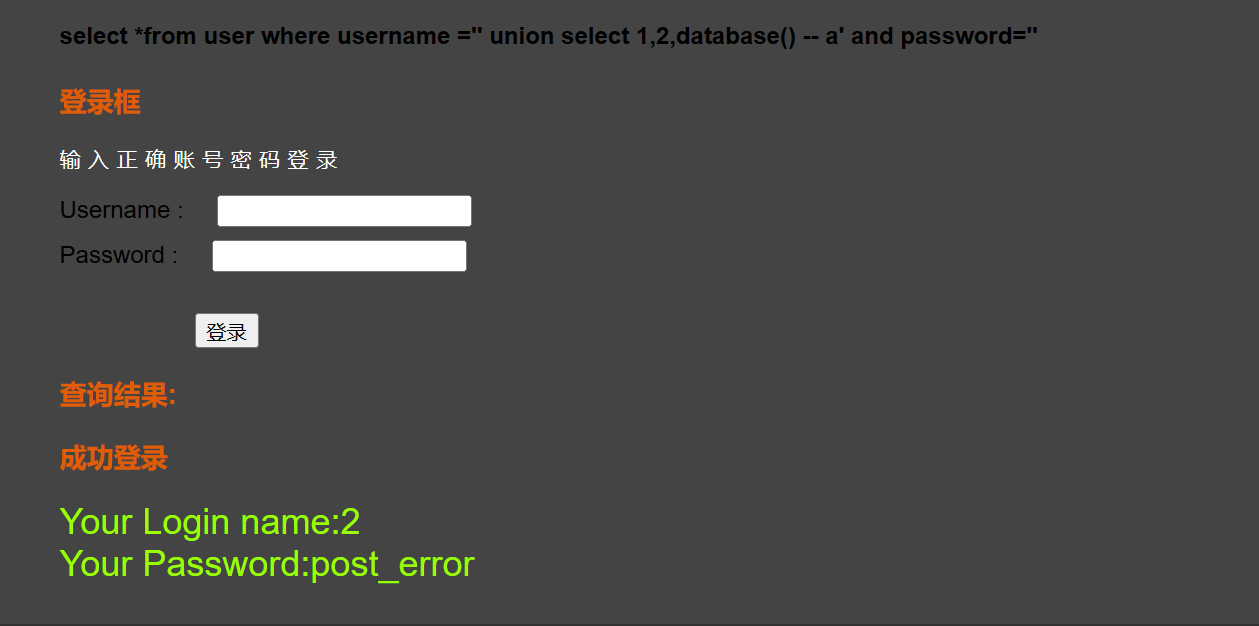 select *from user where username ='' union select 1,2,database() -- a' and password=''
登录框
输入正确账号密码登录
Username :
Password :
登录
查询结果:
成功登录
Your Login name:2
Your Password:post_error